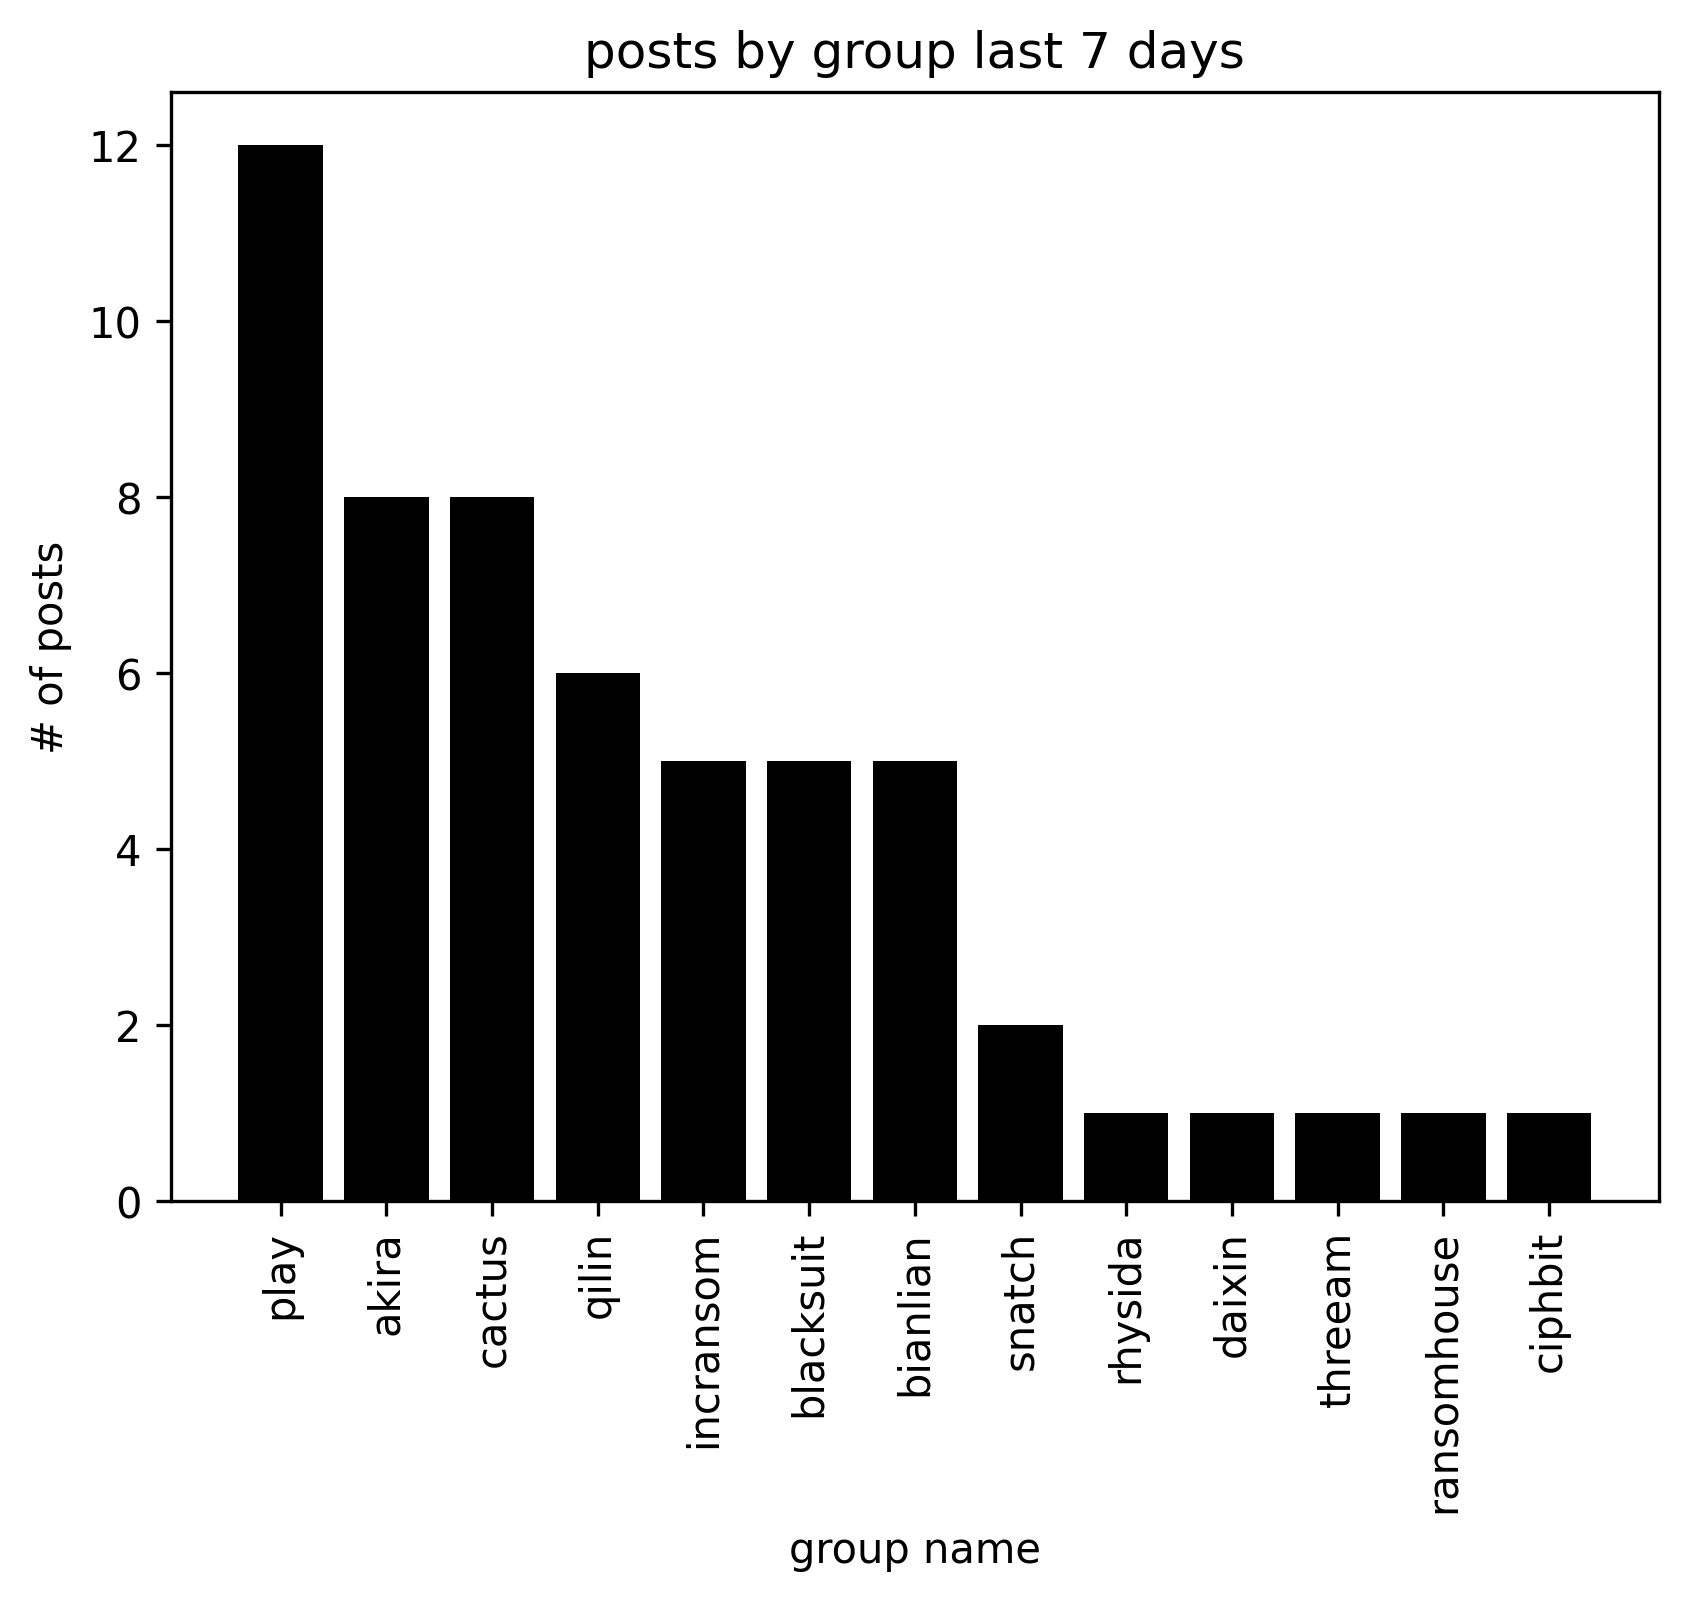 posts by group last 7 days
12
10
8
6
4
2
0
# of posts
play
akira
cactus
qilin
incransom
blacksuit
bianlian
snatch
rhysida
daixin
threeam
ransomhouse
ciphbit
group name